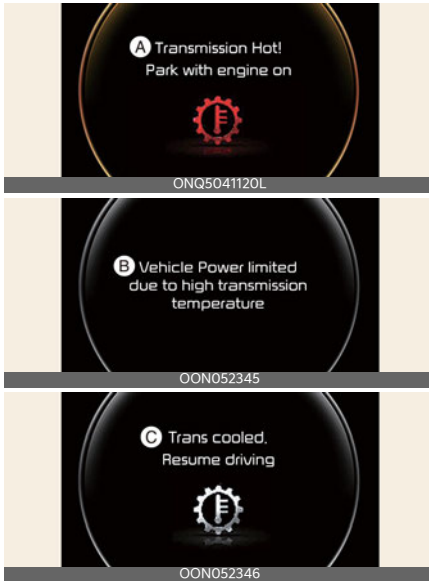 A Transmission Hot!
Park with engine on
ONQ5041120L
B Vehicle Power limited
due to high transmission
temperature
OON052345
C Trans cooled.
Resume driving
OON052346